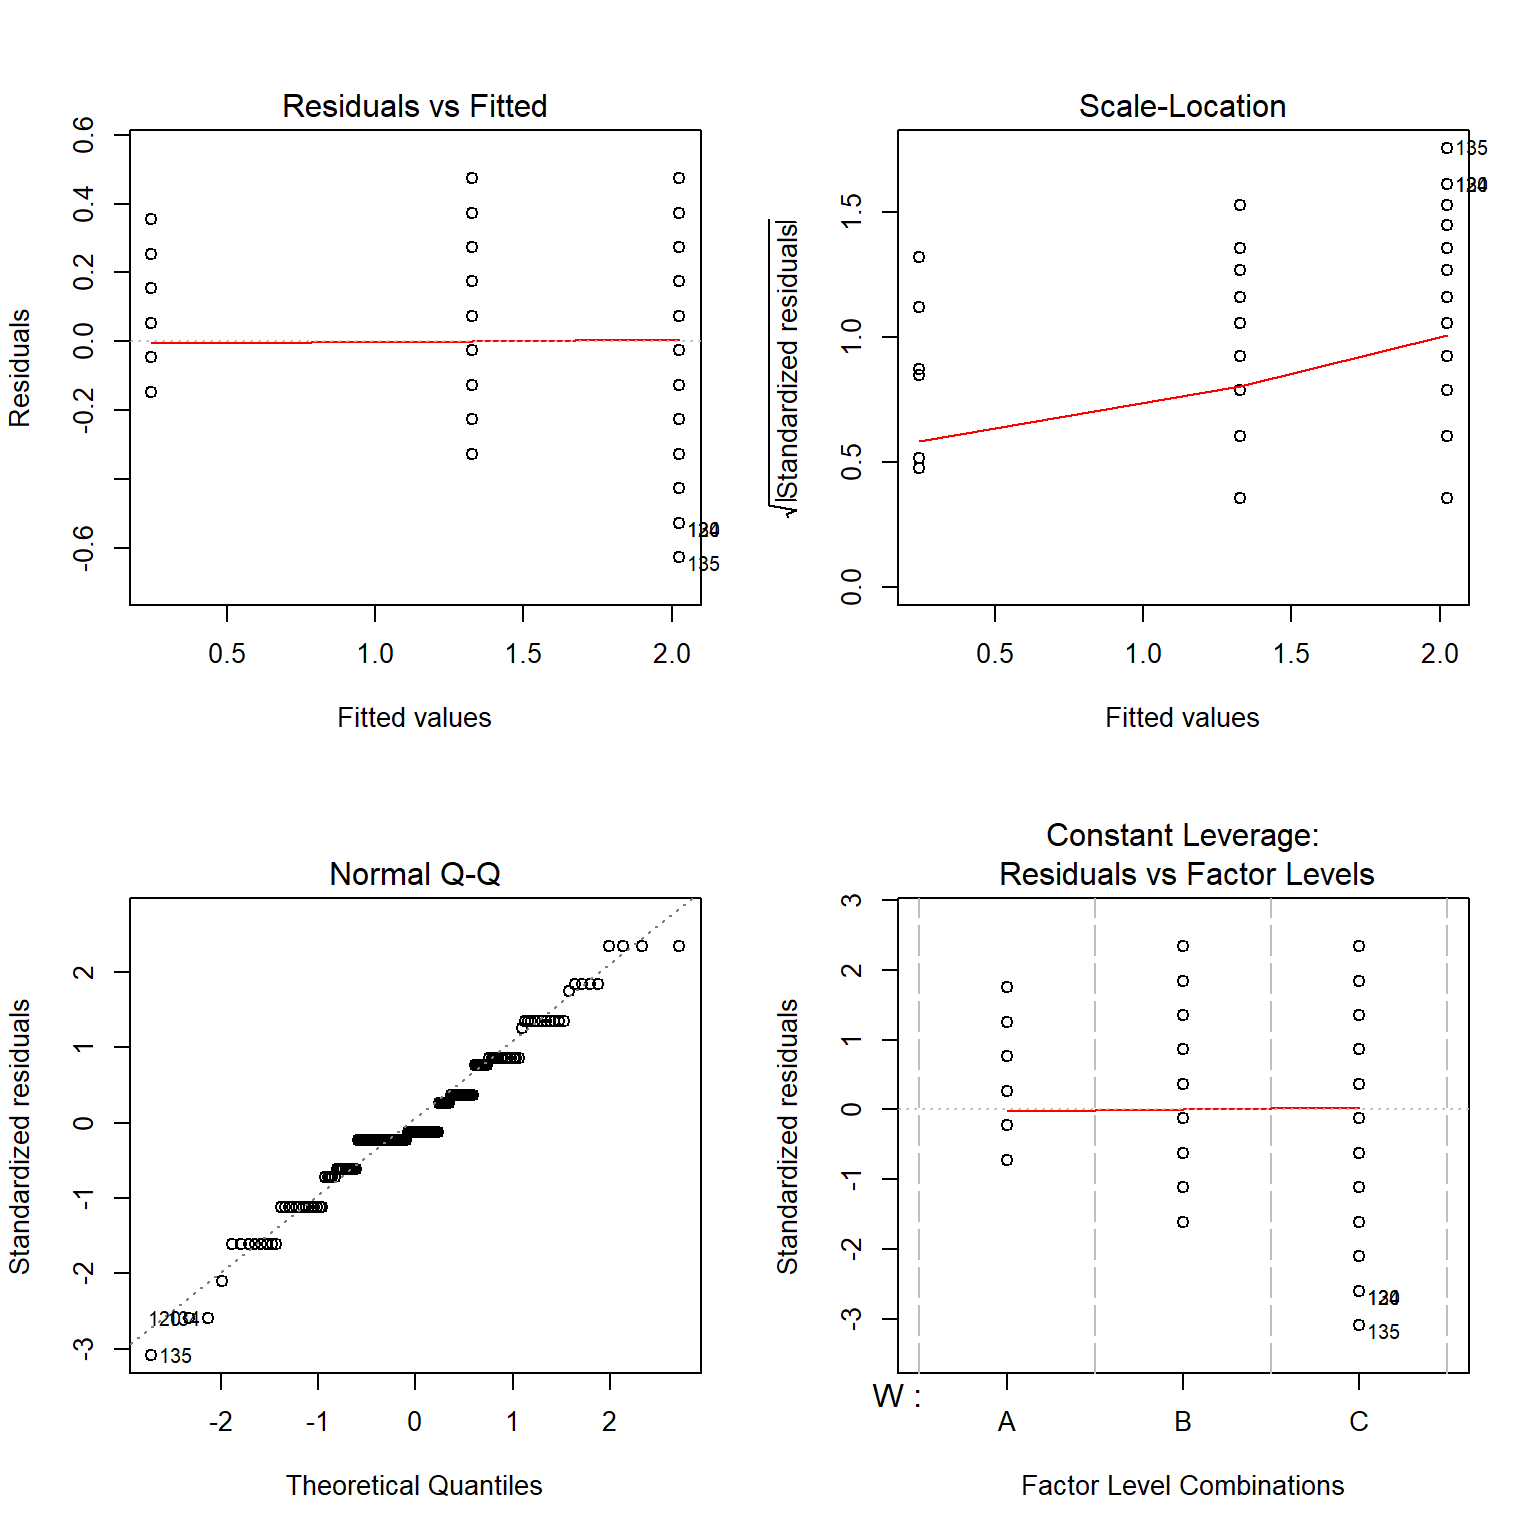 Residuals vs Fitted
Residuals
0.6
0.4
0.2
0.0
-0.2
-0.6
135
0.5 1.0 1.5 2.0
Fitted values
Scale-Location
√|Standardized residuals|
1.5
1.0
0.5
0.0
135
0.5 1.0 1.5 2.0
Fitted values
Normal Q-Q
Standardized residuals
2
1
0
-1
-2
-3
135
-2 -1 0 1 2
Theoretical Quantiles
Constant Leverage:
Residuals vs Factor Levels
Standardized residuals
3
2
1
0
-1
-2
-3
135
W :
A B C
Factor Level Combinations